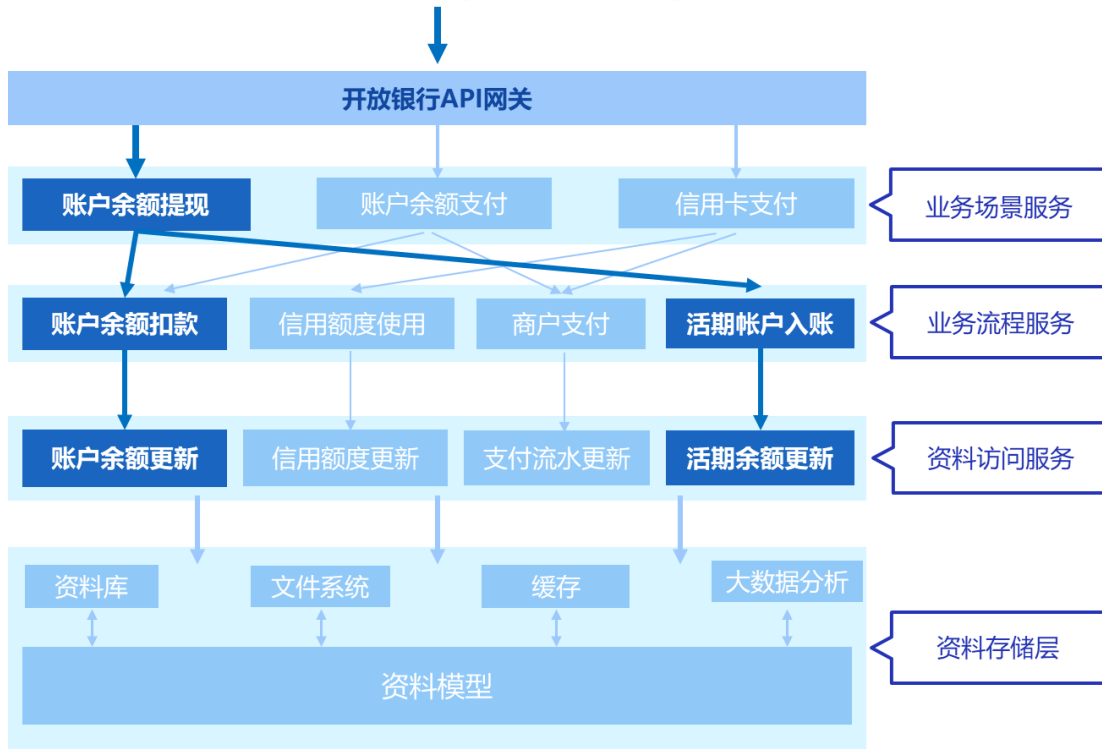 开放银行API网关
账户余额提现
账户余额支付
信用卡支付
业务场景服务
账户余额扣款
信用额度使用
商户支付
活期帐户入账
业务流程服务
账户余额更新
信用额度更新
支付流水更新
活期余额更新
资料访问服务
资料库
文件系统
缓存
大数据分析
资料存储层
资料模型